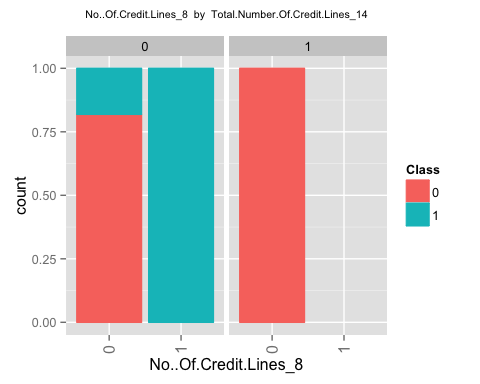 No..Of.Credit.Lines_8 by Total.Number.Of.Credit.Lines_14
0 1
1.00
0.75
0.50
0.25
0.00
count
0 1 0 1
No..Of.Credit.Lines_8
Class
0
1